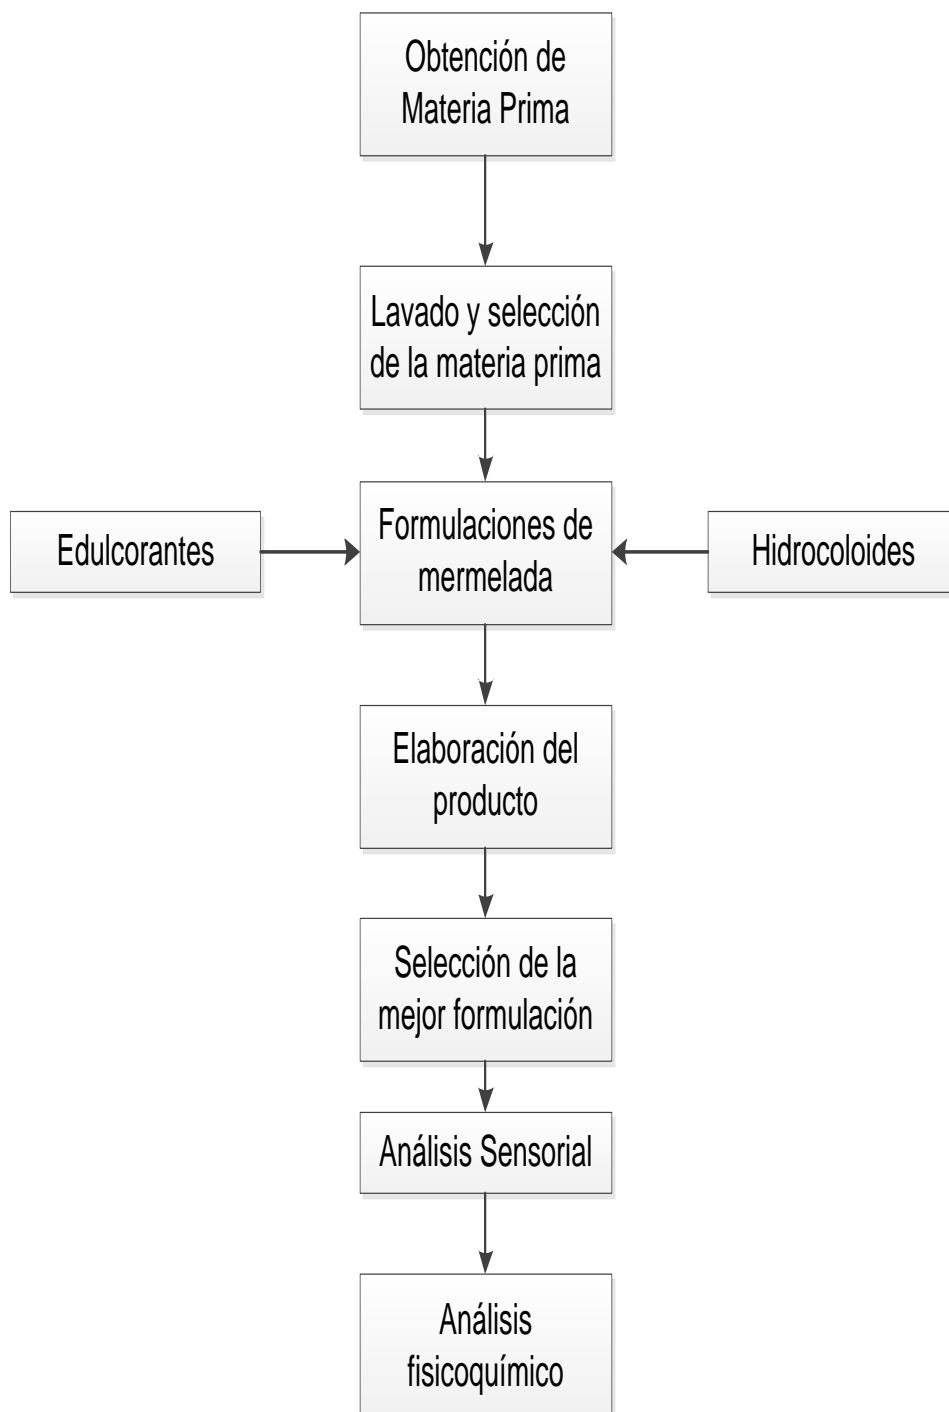 Obtención de
Materia Prima
Lavado y selección
de la materia prima
Edulcorantes
Formulaciones de
mermelada
Hidrocoloides
Elaboración del
producto
Selección de la
mejor formulación
Análisis Sensorial
Análisis
fisicoquímico